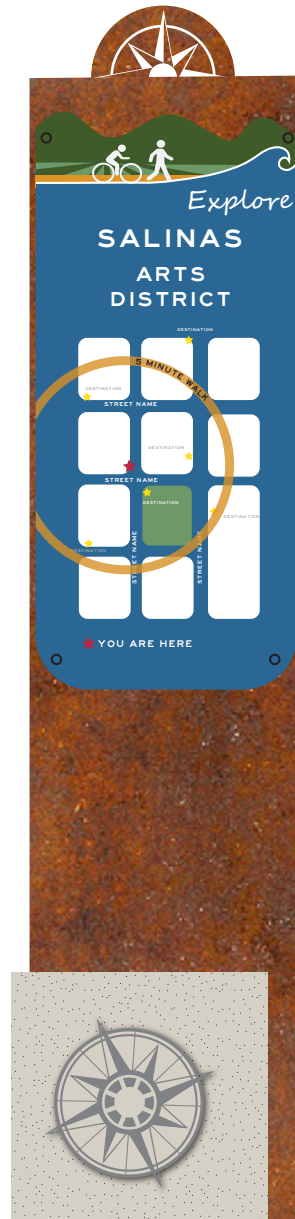 Explore
SALINAS
ARTS
DISTRICT
DESTINATION
5 MINUTE WALK
DESTINATION
STREET NAME
DESTINATION
STREET NAME
DESTINATION
DESTINATION
DESTINATION
STREET NAME
STREET NAME
YOU ARE HERE